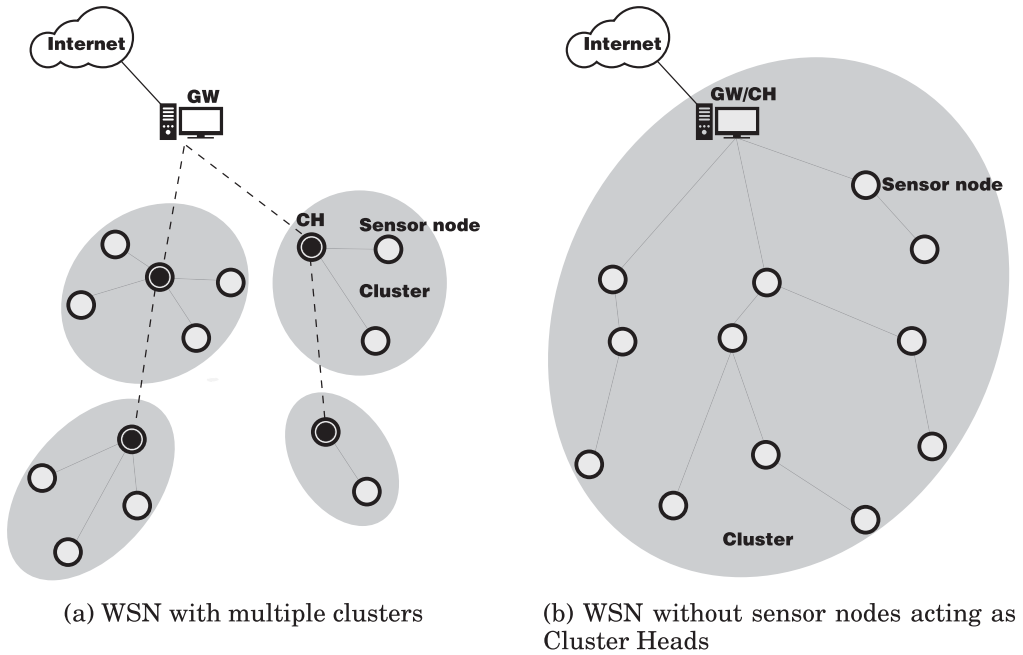 Internet
GW
CH
Sensor node
Cluster
(a) WSN with multiple clusters
Internet
GW/CH
Sensor node
Cluster
(b) WSN without sensor nodes acting as
Cluster Heads